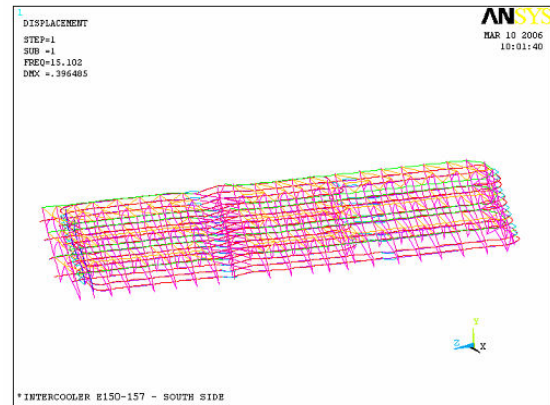 1
DISPLACEMENT
STEP=1
SUB =1
FREQ=15.102
DMX =.396485
ANSYS
MAR 10 2006
10:01:40
Y
Z X
*INTERCOOLER E150-157 - SOUTH SIDE